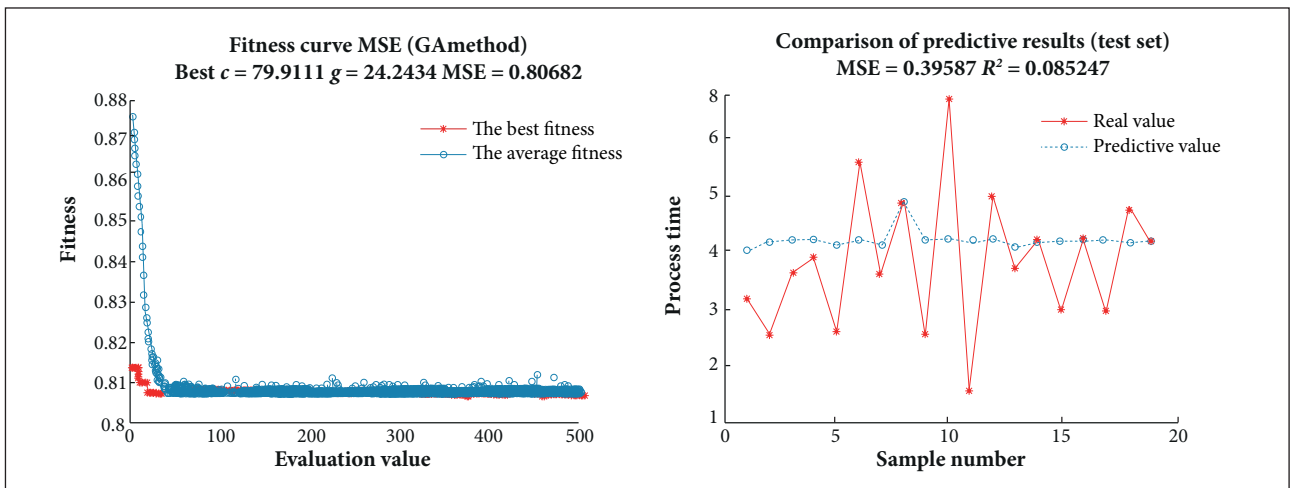 Fitness curve MSE (GAmethod)
Best c = 79.9111 g = 24.2434 MSE = 0.80682
0.88
0.87
0.86
0.85
0.84
0.83
0.82
0.81
0.8
Fitness
The best fitness
The average fitness
0
100
200
300
400
500
Evaluation value
Comparison of predictive results (test set)
MSE = 0.39587 R² = 0.085247
8
4
5
4
3
2
1
Process time
Real value
Predictive value
0
5
10
15
20
Sample number